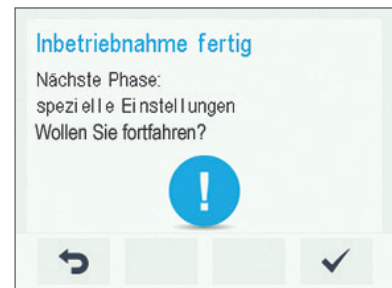 Inbetriebnahme fertig
Nächste Phase:
spezielle Einstellungen
Wollen Sie fortfahren?
!